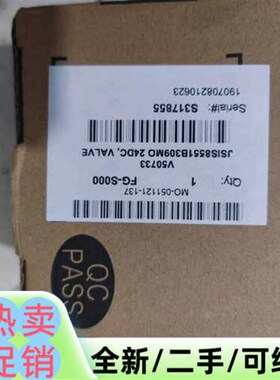 MO-051121-137
Qty: 1 FG-S000
V50733
JSIS8551B309MO 24DC, VALVE
Serial#: S317855
190708210623
QC
PASS
热卖
促销
全新/二手/可